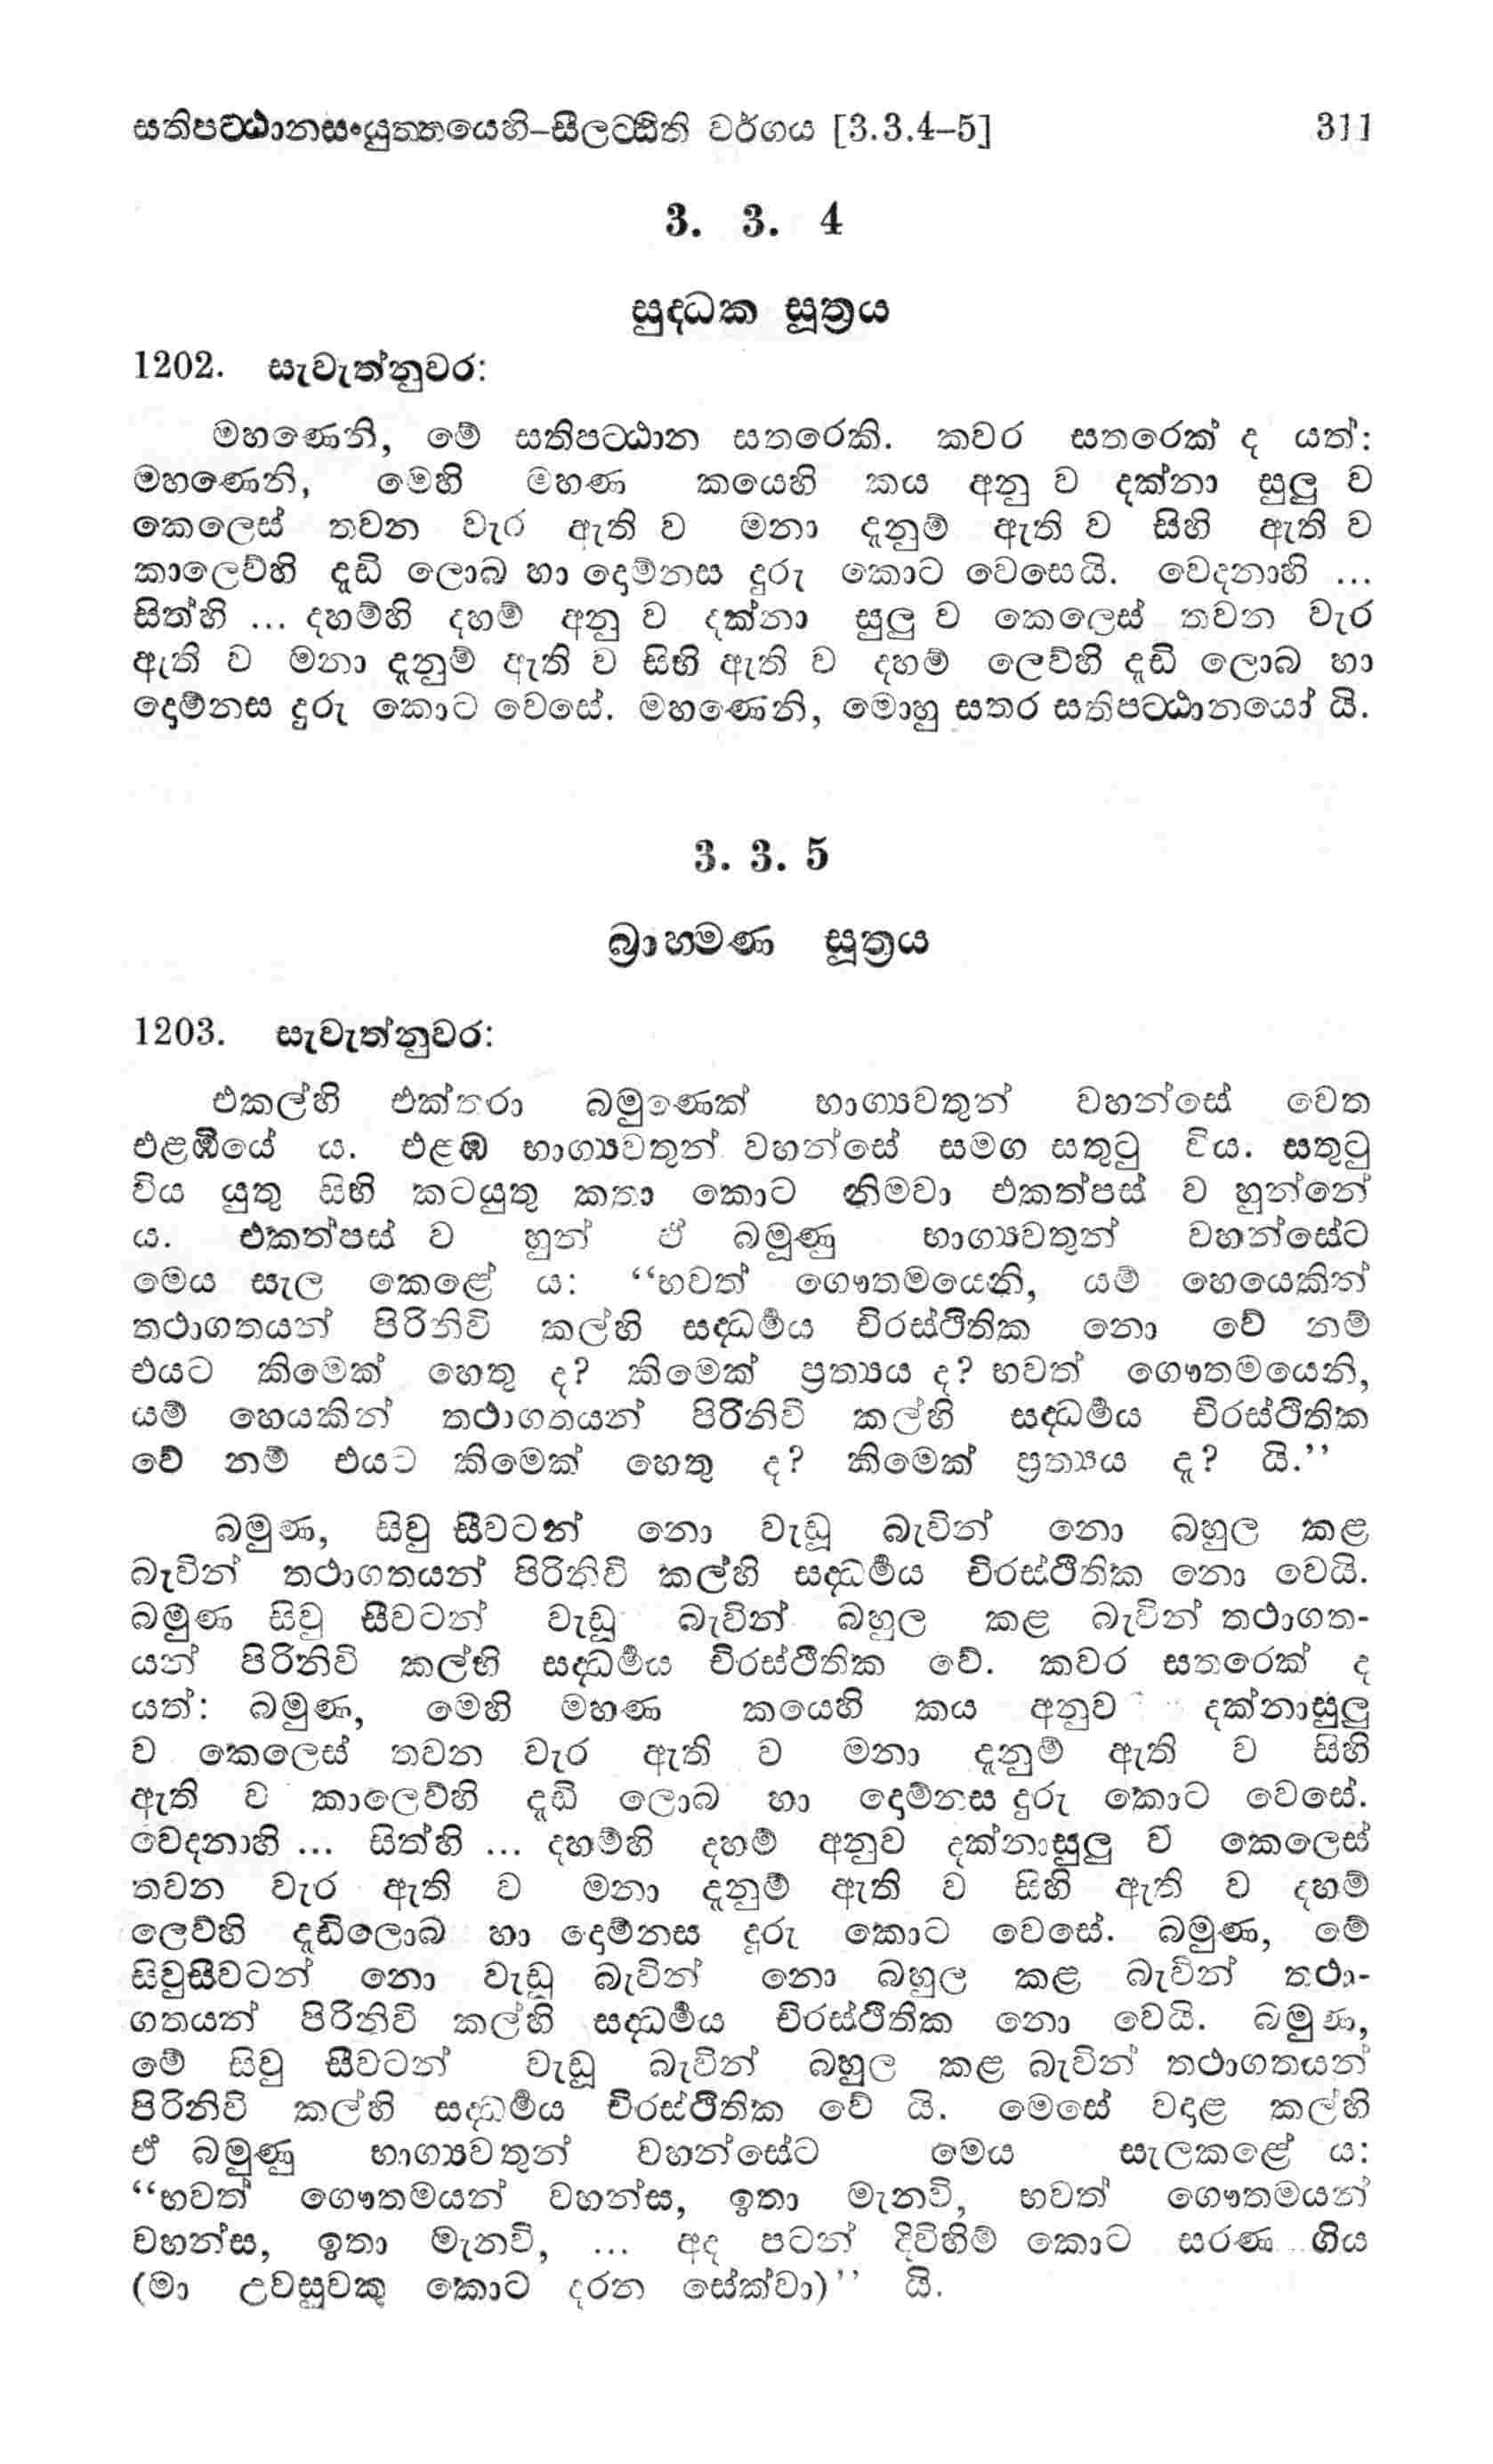 සතිපට්ඨානසංයුත්තයෙහි–සීලට්ඨිති වර්ගය [3.3.4–5] 311
3. 3. 4
සුද්ධක සූත්‍රය
1202. සැවැත්නුවර:
මහණෙනි, මේ සතිපට්ඨාන සතරෙකි. කවර සතරෙක් ද යත්:
මහණෙනි, මෙහි මහණ කයෙහි කය අනු ව දක්නා සුලු ව
කෙලෙස් තවන වැර ඇති ව මනා දැනුම් ඇති ව සිහි ඇති ව
කාලෙව්හි දැඩි ලොබ හා දොම්නස දුරු කොට වෙසෙයි. වෙදනාහි ...
සිත්හි ... දහම්හි දහම් අනු ව දක්නා සුලු ව කෙලෙස් තවන වැර
ඇති ව මනා දැනුම් ඇති ව සිහි ඇති ව දහම් ලෙව්හි දැඩි ලොබ හා
දොම්නස දුරු කොට වෙසේ. මහණෙනි, මොහු සතර සතිපට්ඨානයෝ යි.
3. 3. 5
බ්‍රාහ්මණ සූත්‍රය
1203. සැවැත්නුවර:
එකල්හි එක්තරා බමුණෙක් භාග්‍යවතුන් වහන්සේ වෙත
එළඹියේ ය. එළඹ භාග්‍යවතුන් වහන්සේ සමග සතුටු විය. සතුටු
විය යුතු සිහි කටයුතු කතා කොට නිමවා එකත්පස් ව හුන්නේ
ය. එකත්පස් ව හුන් ඒ බමුණු භාග්‍යවතුන් වහන්සේට
මෙය සැල කෙළේ ය: “භවත් ගෞතමයෙනි, යම් හෙයෙකින්
තථාගතයන් පිරිනිවි කල්හි සද්ධර්‍මය චිරස්ථිතික නො වේ නම්
එයට කිමෙක් හෙතු ද? කිමෙක් ප්‍රත්‍යය ද? භවත් ගෞතමයෙනි,
යම් හෙයකින් තථාගතයන් පිරිනිවි කල්හි සද්ධර්‍මය චිරස්ථිතික
වේ නම් එයට කිමෙක් හෙතු ද? කිමෙක් ප්‍රත්‍යය ද? යි.”
බමුණ, සිවු සීවටන් නො වැඩූ බැවින් නො බහුල කළ
බැවින් තථාගතයන් පිරිනිවි කල්හි සද්ධර්‍මය චිරස්ථිතික නො වෙයි.
බමුණ සිවු සීවටන් වැඩූ බැවින් බහුල කළ බැවින් තථාගත-
යන් පිරිනිවි කල්හි සද්ධර්‍මය චිරස්ථිතික වේ. කවර සතරෙක් ද
යත්: බමුණ, මෙහි මහණ කයෙහි කය අනුව දක්නාසුලු
ව කෙලෙස් තවන වැර ඇති ව මනා දැනුම් ඇති ව සිහි
ඇති ව කාලෙව්හි දැඩි ලොබ හා දොම්නස දුරු කොට වෙසේ.
වෙදනාහි ... සිත්හි ... දහම්හි දහම් අනුව දක්නාසුලු ව කෙලෙස්
තවන වැර ඇති ව මනා දැනුම් ඇති ව සිහි ඇති ව දහම්
ලෙව්හි දැඩිලොබ හා දොම්නස දුරු කොට වෙසේ. බමුණ, මේ
සිවුසීවටන් නො වැඩූ බැවින් නො බහුල කළ බැවින් තථා-
ගතයන් පිරිනිවි කල්හි සද්ධර්‍මය චිරස්ථිතික නො වෙයි. බමුණ,
මේ සිවු සීවටන් වැඩූ බැවින් බහුල කළ බැවින් තථාගතයන්
පිරිනිවි කල්හි සද්ධර්‍මය චිරස්ථිතික වේ යි. මෙසේ වදාළ කල්හි
ඒ බමුණු භාග්‍යවතුන් වහන්සේට මෙය සැලකළේ ය:
“භවත් ගෞතමයන් වහන්ස, ඉතා මැනවි, භවත් ගෞතමයන්
වහන්ස, ඉතා මැනවි, ... අද පටන් දිවිහිම් කොට සරණ ගිය
(මා උවසුවකු කොට දරන සේක්වා)” යි.